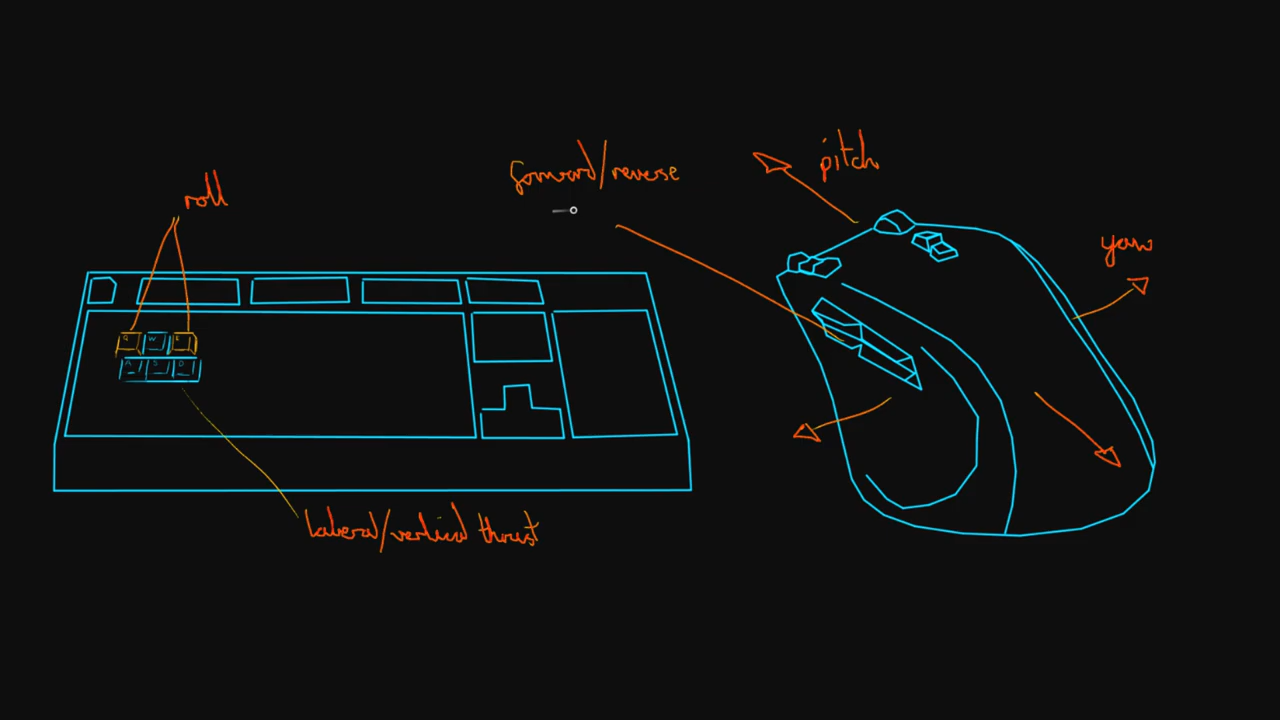 pitch
forward/reverse
roll
yaw
Q W E
A S D
lateral/vertical thrust